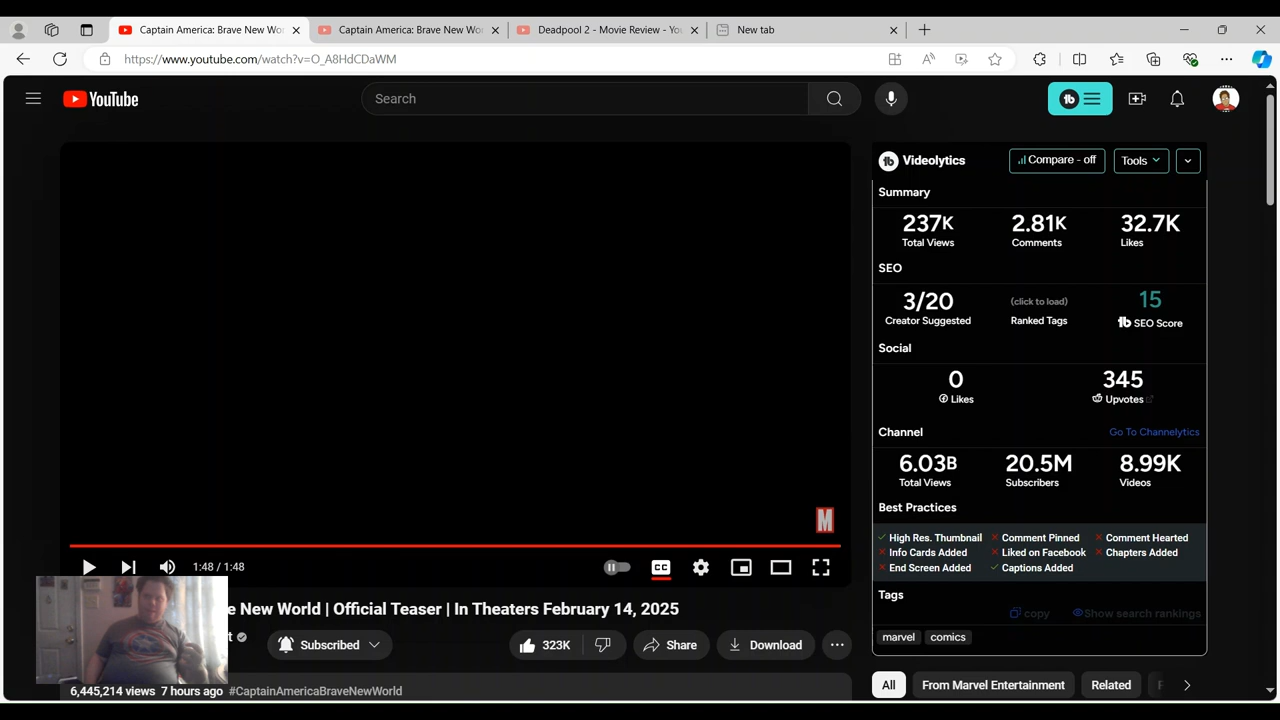 Captain America: Brave New Wo
Captain America: Brave New Wo
Deadpool 2 - Movie Review - Yo
New tab
https://www.youtube.com/watch?v=O_A8HdCDaWM
YouTube
Search
tb
Videolytics
Compare - off
Tools
Summary
237K
2.81K
32.7K
Total Views
Comments
Likes
SEO
3/20
(click to load)
15
Creator Suggested
Ranked Tags
tb SEO Score
Social
0
345
Likes
Upvotes
Channel
Go To Channelytics
6.03B
20.5M
8.99K
Total Views
Subscribers
Videos
Best Practices
High Res. Thumbnail
Comment Pinned
Comment Hearted
Info Cards Added
Liked on Facebook
Chapters Added
End Screen Added
Captions Added
Tags
copy
Show search rankings
marvel
comics
M
1:48 / 1:48
CC
e New World | Official Teaser | In Theaters February 14, 2025
t
Subscribed
323K
Share
Download
6,445,214 views 7 hours ago #CaptainAmericaBraveNewWorld
All
From Marvel Entertainment
Related